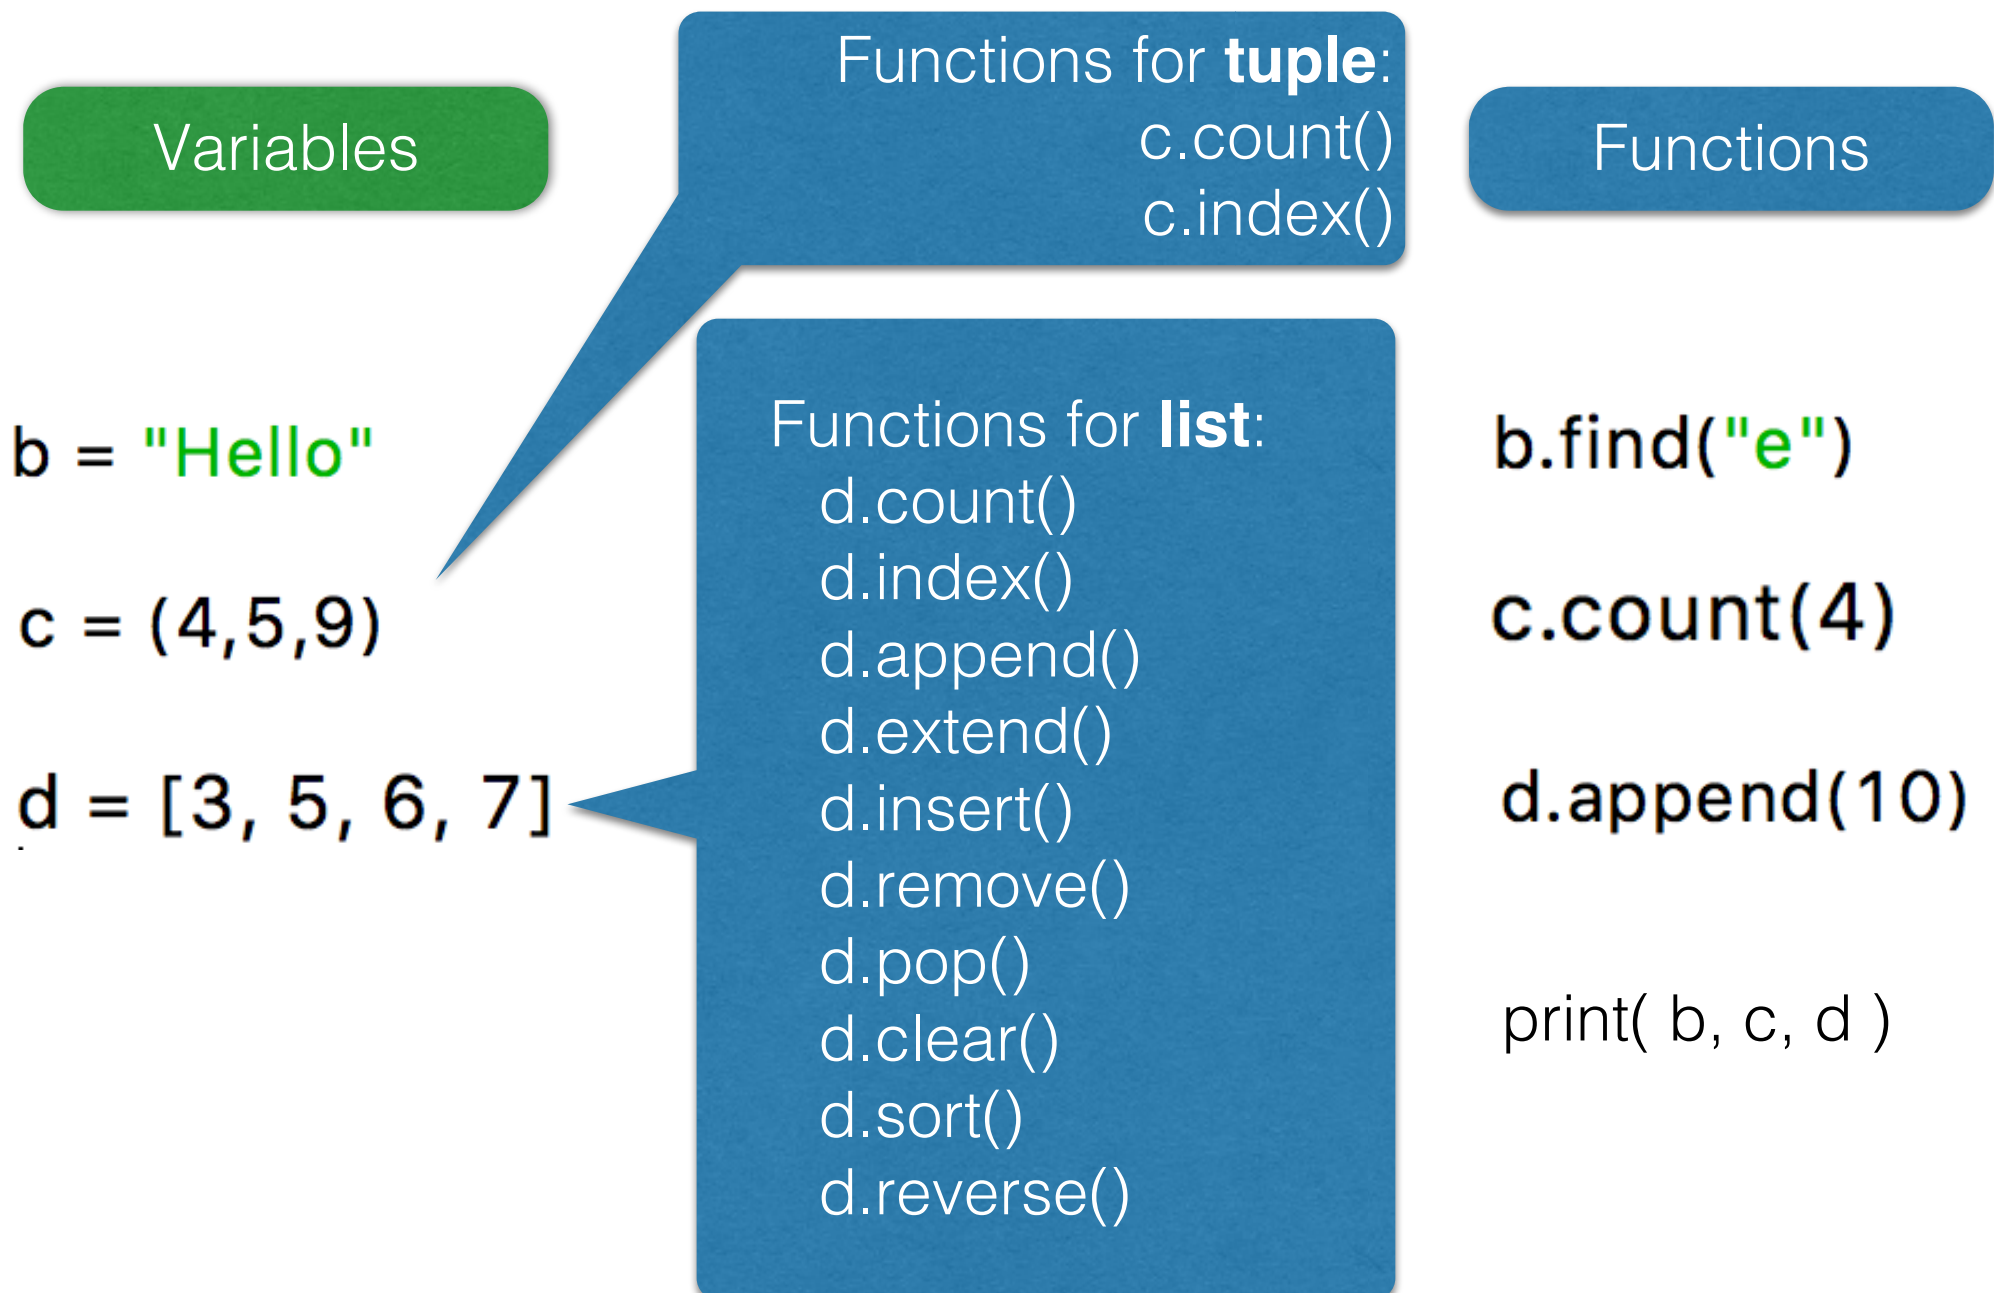 Variables
b = "Hello"
c = (4,5,9)
d = [3, 5, 6, 7]
Functions for tuple:
c.count()
c.index()
Functions for list:
d.count()
d.index()
d.append()
d.extend()
d.insert()
d.remove()
d.pop()
d.clear()
d.sort()
d.reverse()
Functions
b.find("e")
c.count(4)
d.append(10)
print( b, c, d )